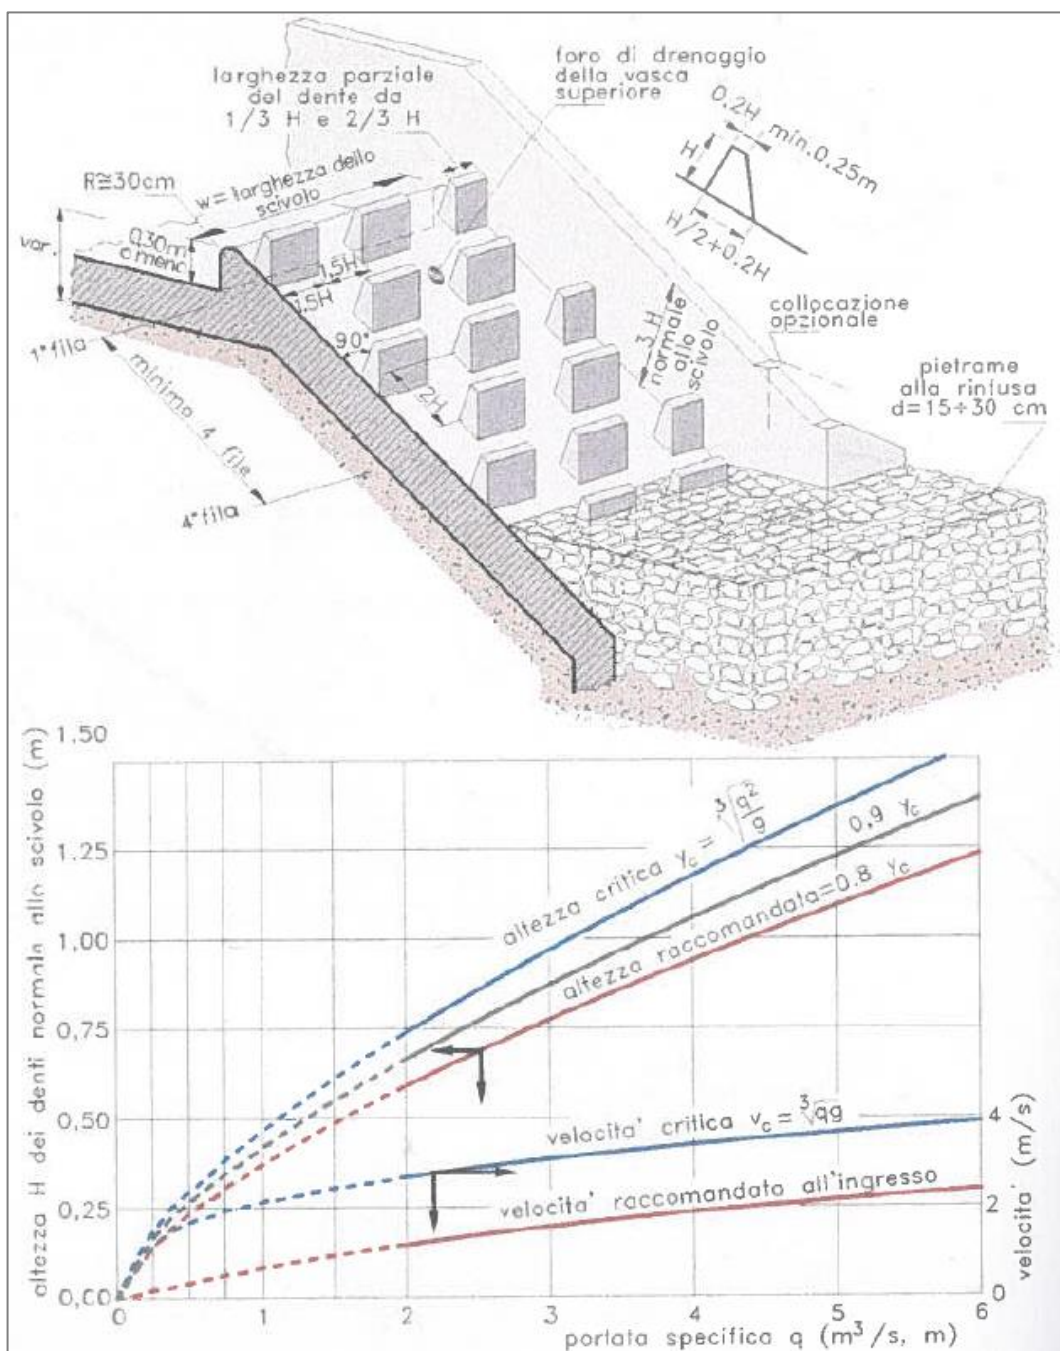 larghezza parziale
del dente da
1/3 H e 2/3 H
foro di drenaggio
della vasca
superiore
0.2H
min.0.25m
H
H/2+0.2H
R≅30cm
w=larghezza dello
scivolo
var.
0.30m
o meno
1.5H
1.5H
1°fila
90°
2H
minimo 4 file
4°fila
3 H
normale
allo
scivolo
collocazione
opzionale
pietrame
alla rinfusa
d=15÷30 cm
altezza H dei denti normale allo scivolo (m)
1.50
1.25
1.00
0,75
0,50
0,25
0,00
altezza critica yc = ∛q²/g
0,9 yc
altezza raccomandata=0.8 yc
velocita' critica vc = ∛qg
velocita' raccomandato all'ingresso
4
2
0
velocita' (m/s)
0 1 2 3 4 5 6
portata specifica q (m³/s, m)